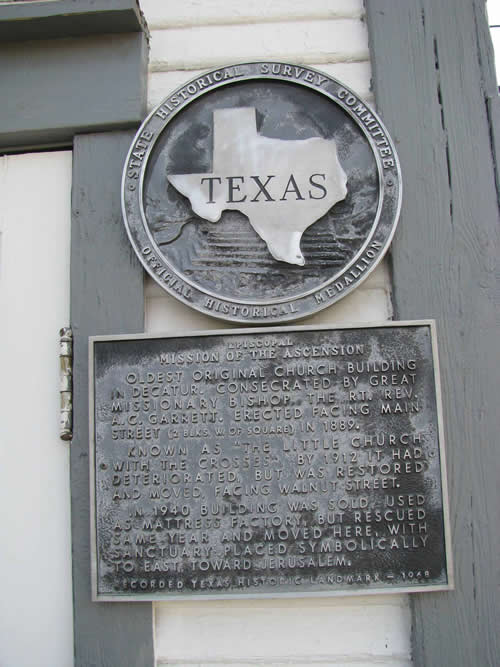 STATE HISTORICAL SURVEY COMMITTEE
TEXAS
OFFICIAL HISTORICAL MEDALLION
EPISCOPAL
MISSION OF THE ASCENSION
OLDEST ORIGINAL CHURCH BUILDING
IN DECATUR. CONSECRATED BY GREAT
MISSIONARY BISHOP, THE RT. REV.
A.C. GARRETT. ERECTED FACING MAIN
STREET (2 BLKS. W. OF SQUARE) IN 1889.
KNOWN AS "THE LITTLE CHURCH
WITH THE CROSSES". BY 1912 IT HAD
DETERIORATED, BUT WAS RESTORED
AND MOVED, FACING WALNUT STREET.
IN 1940 BUILDING WAS SOLD, USED
AS MATTRESS FACTORY, BUT RESCUED
SAME YEAR AND MOVED HERE, WITH
SANCTUARY PLACED SYMBOLICALLY
TO EAST, TOWARD JERUSALEM.
RECORDED TEXAS HISTORIC LANDMARK – 1968